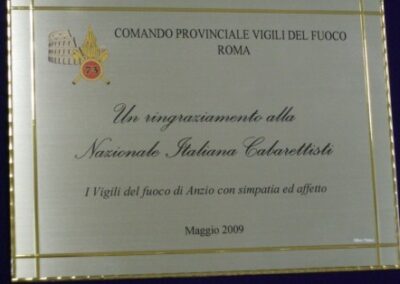 COMANDO PROVINCIALE VIGILI DEL FUOCO
ROMA
73
Un ringraziamento alla
Nazionale Italiana Cabarettisti
I Vigili del fuoco di Anzio con simpatia ed affetto
Maggio 2009